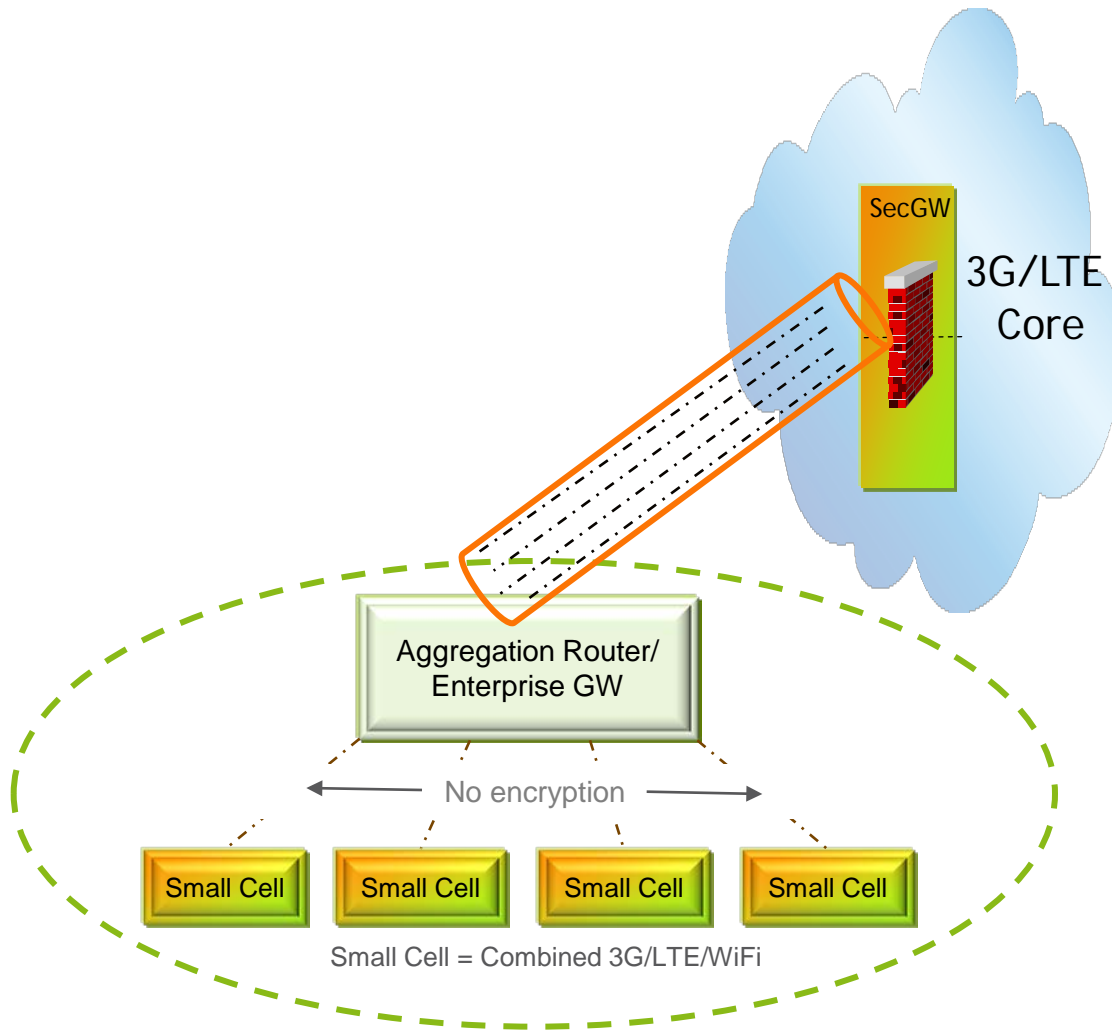 SecGW
3G/LTE
Core
Aggregation Router/
Enterprise GW
No encryption
Small Cell
Small Cell
Small Cell
Small Cell
Small Cell = Combined 3G/LTE/WiFi